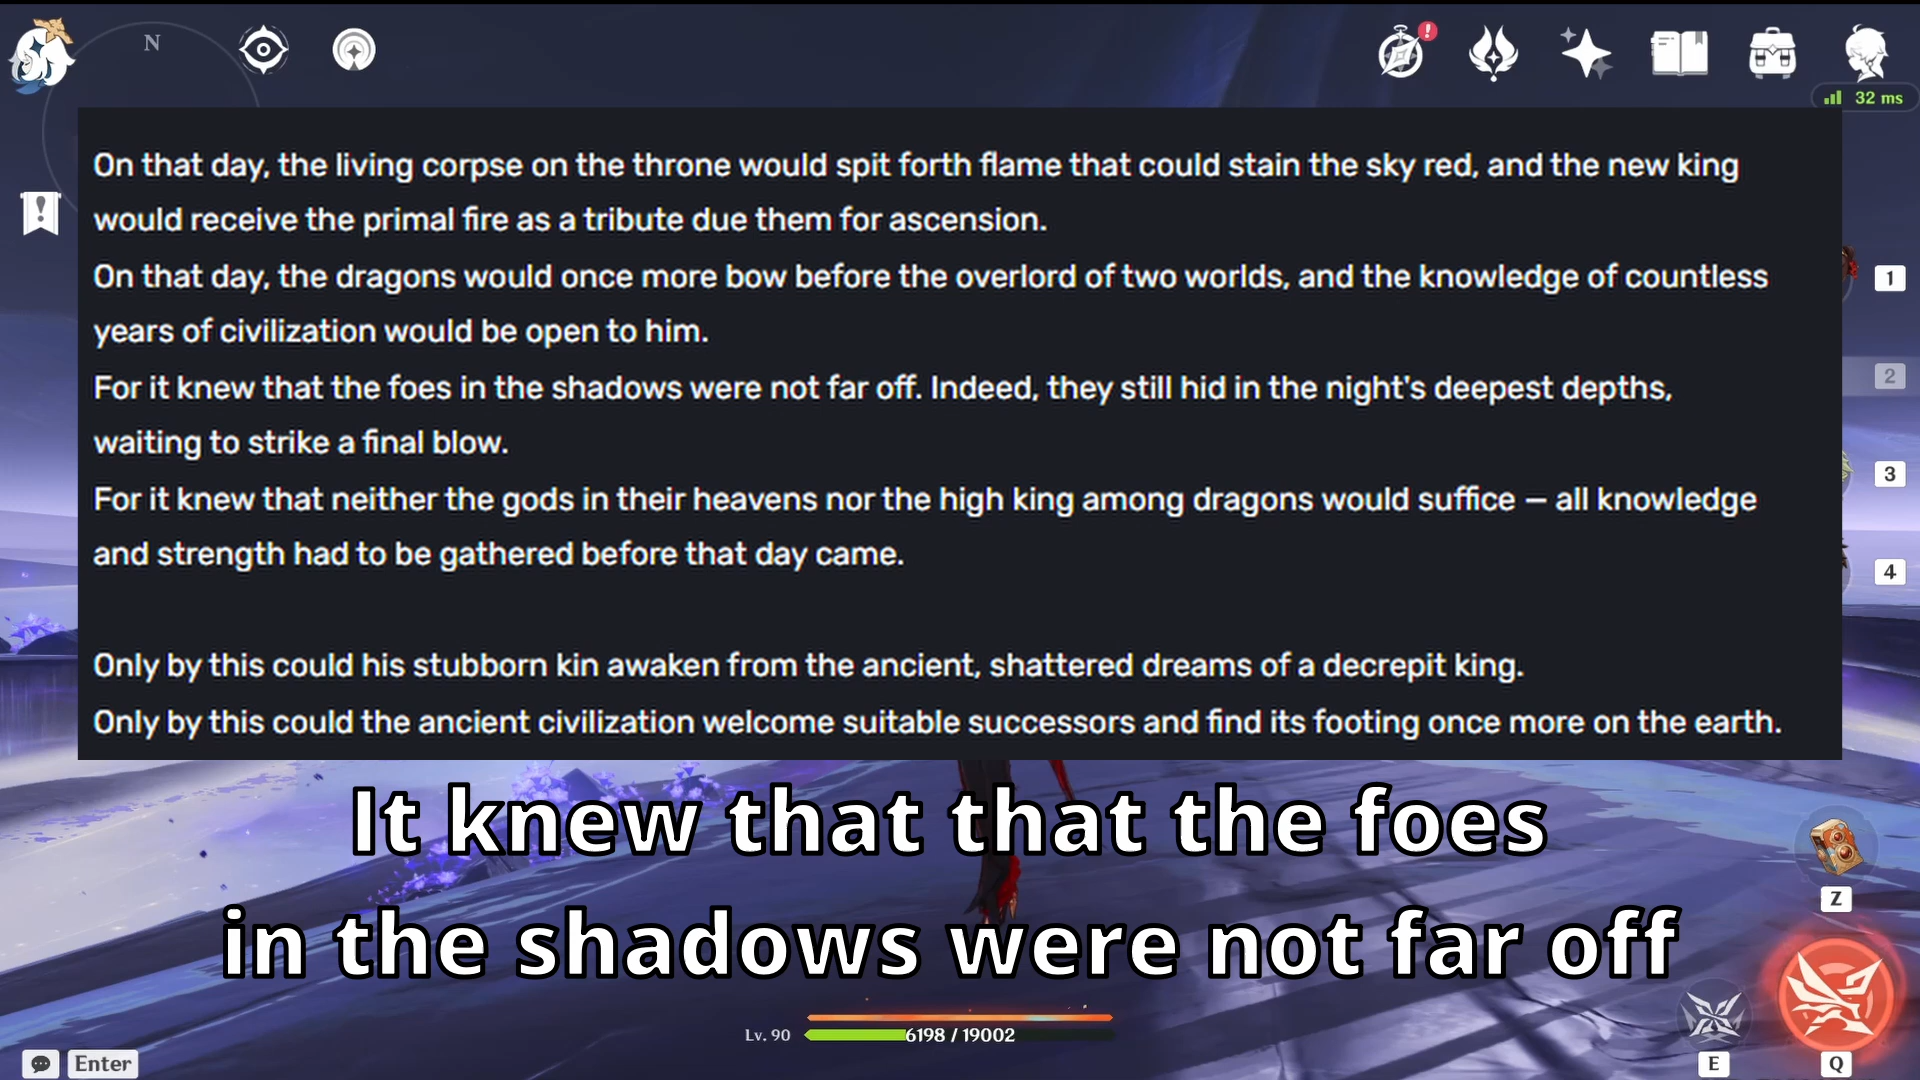 N
32 ms
On that day, the living corpse on the throne would spit forth flame that could stain the sky red, and the new king
would receive the primal fire as a tribute due them for ascension.
On that day, the dragons would once more bow before the overlord of two worlds, and the knowledge of countless
years of civilization would be open to him.
For it knew that the foes in the shadows were not far off. Indeed, they still hid in the night's deepest depths,
waiting to strike a final blow.
For it knew that neither the gods in their heavens nor the high king among dragons would suffice — all knowledge
and strength had to be gathered before that day came.
Only by this could his stubborn kin awaken from the ancient, shattered dreams of a decrepit king.
Only by this could the ancient civilization welcome suitable successors and find its footing once more on the earth.
1
2
3
4
It knew that that the foes
in the shadows were not far off
Z
Lv. 90
6198 / 19002
Enter
E
Q